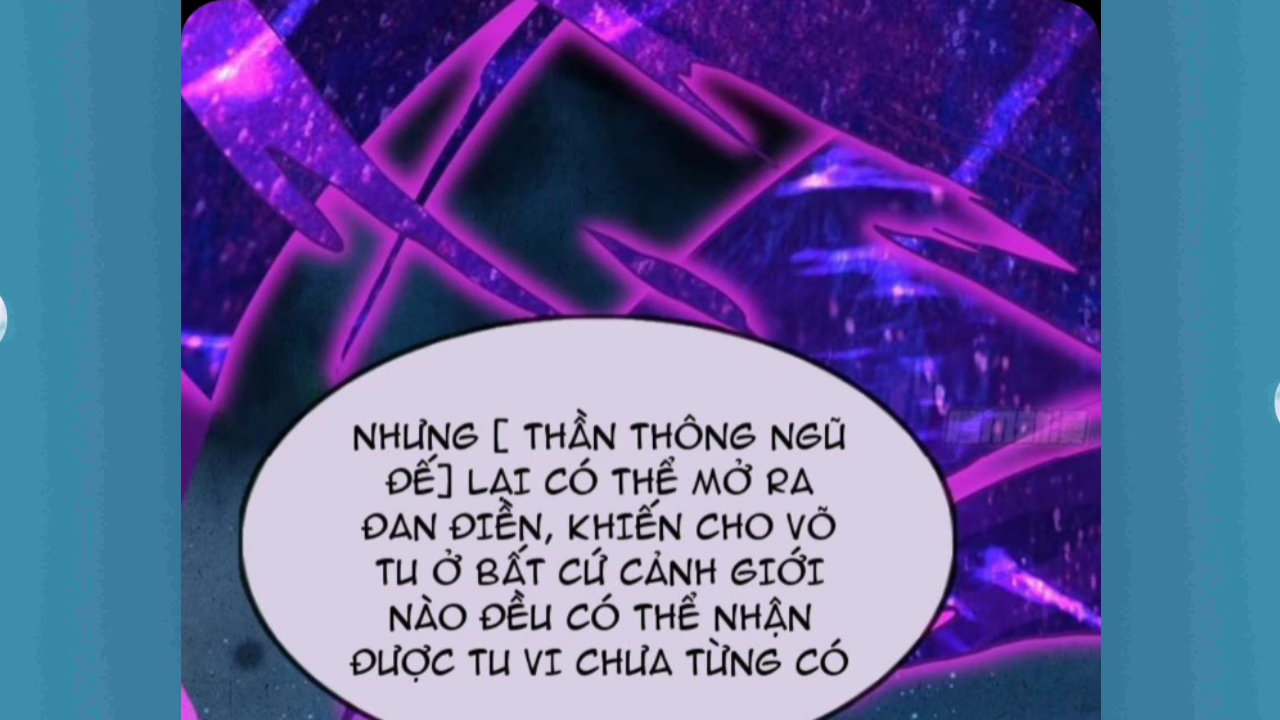 NHƯNG [ THẦN THÔNG NGŨ
ĐẾ] LẠI CÓ THỂ MỞ RA
ĐAN ĐIỀN, KHIẾN CHO VÕ
TU Ở BẤT CỨ CẢNH GIỚI
NÀO ĐỀU CÓ THỂ NHẬN
ĐƯỢC TU VI CHƯA TỪNG CÓ